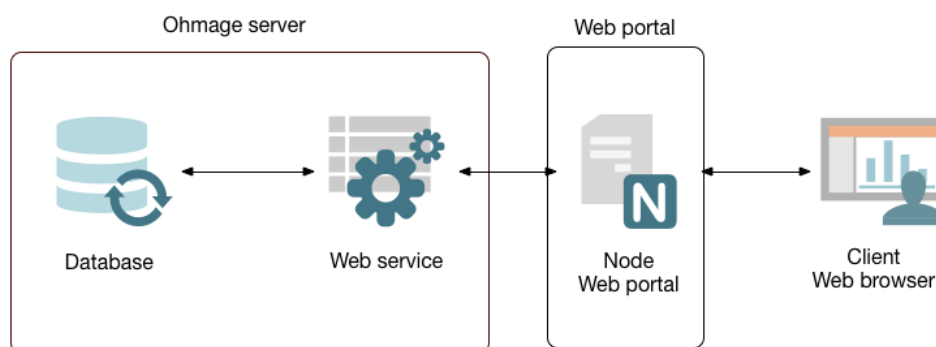 Ohmage server
Web portal
N
Database
Web service
Node
Web portal
Client
Web browser